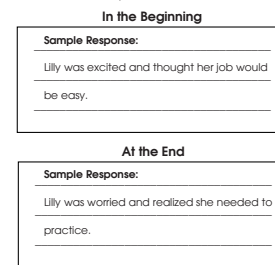 In the Beginning
Sample Response:
Lilly was excited and thought her job would
be easy.
At the End
Sample Response:
Lilly was worried and realized she needed to
practice.